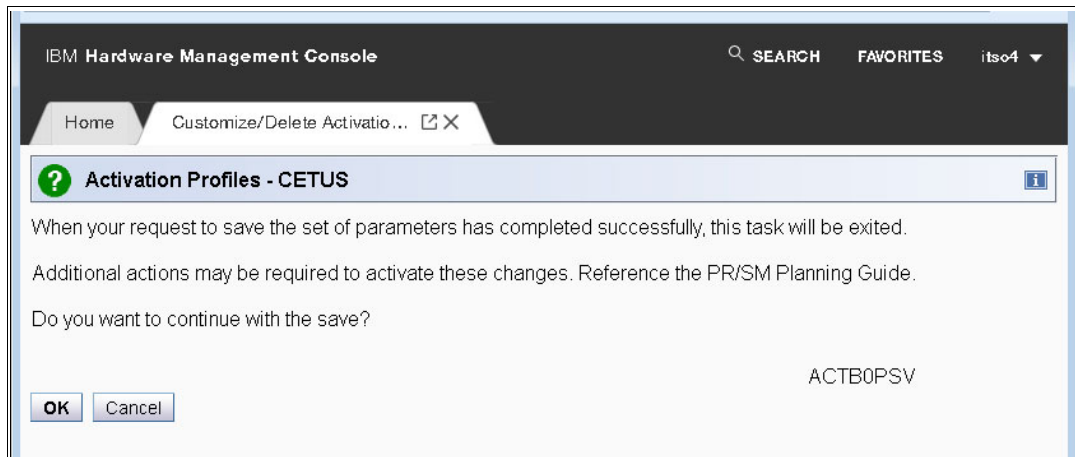 IBM Hardware Management Console
SEARCH FAVORITES itso4
Home Customize/Delete Activatio...
Activation Profiles - CETUS
When your request to save the set of parameters has completed successfully, this task will be exited.
Additional actions may be required to activate these changes. Reference the PR/SM Planning Guide.
Do you want to continue with the save?
ACTB0PSV
OK Cancel